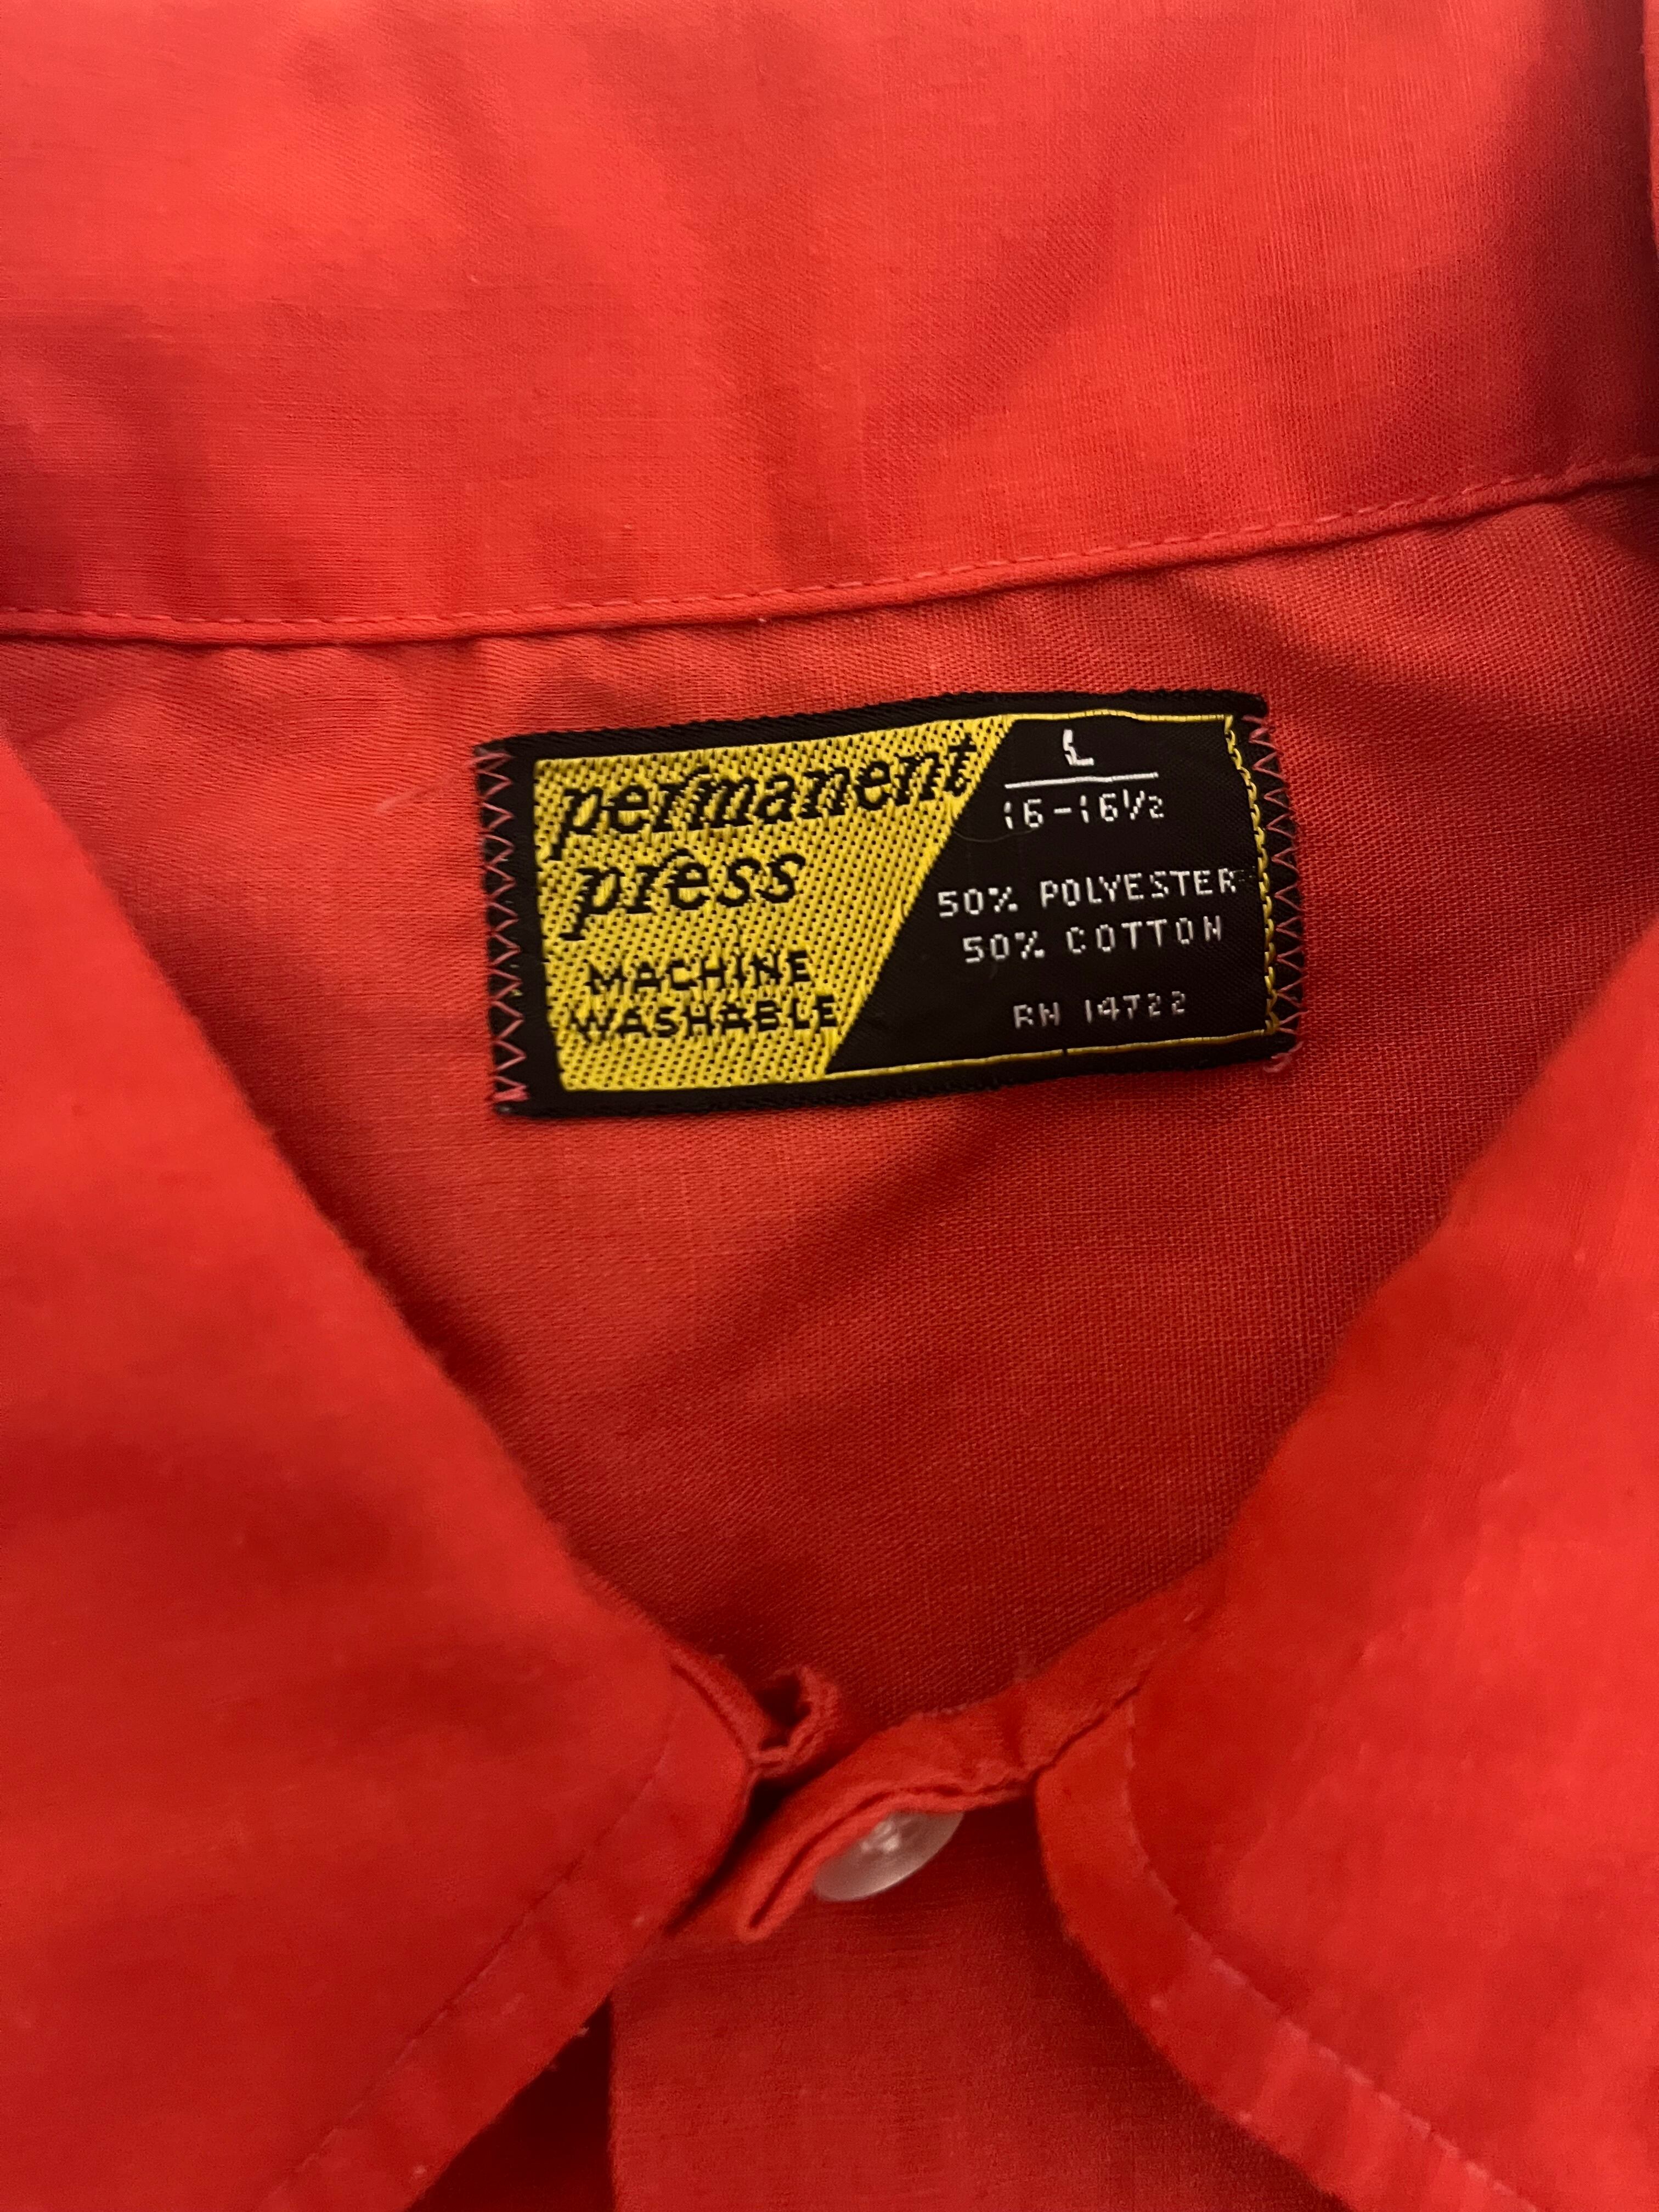 permanent
press
MACHINE
WASHABLE
L
16-16½
50% POLYESTER
50% COTTON
RN 14722